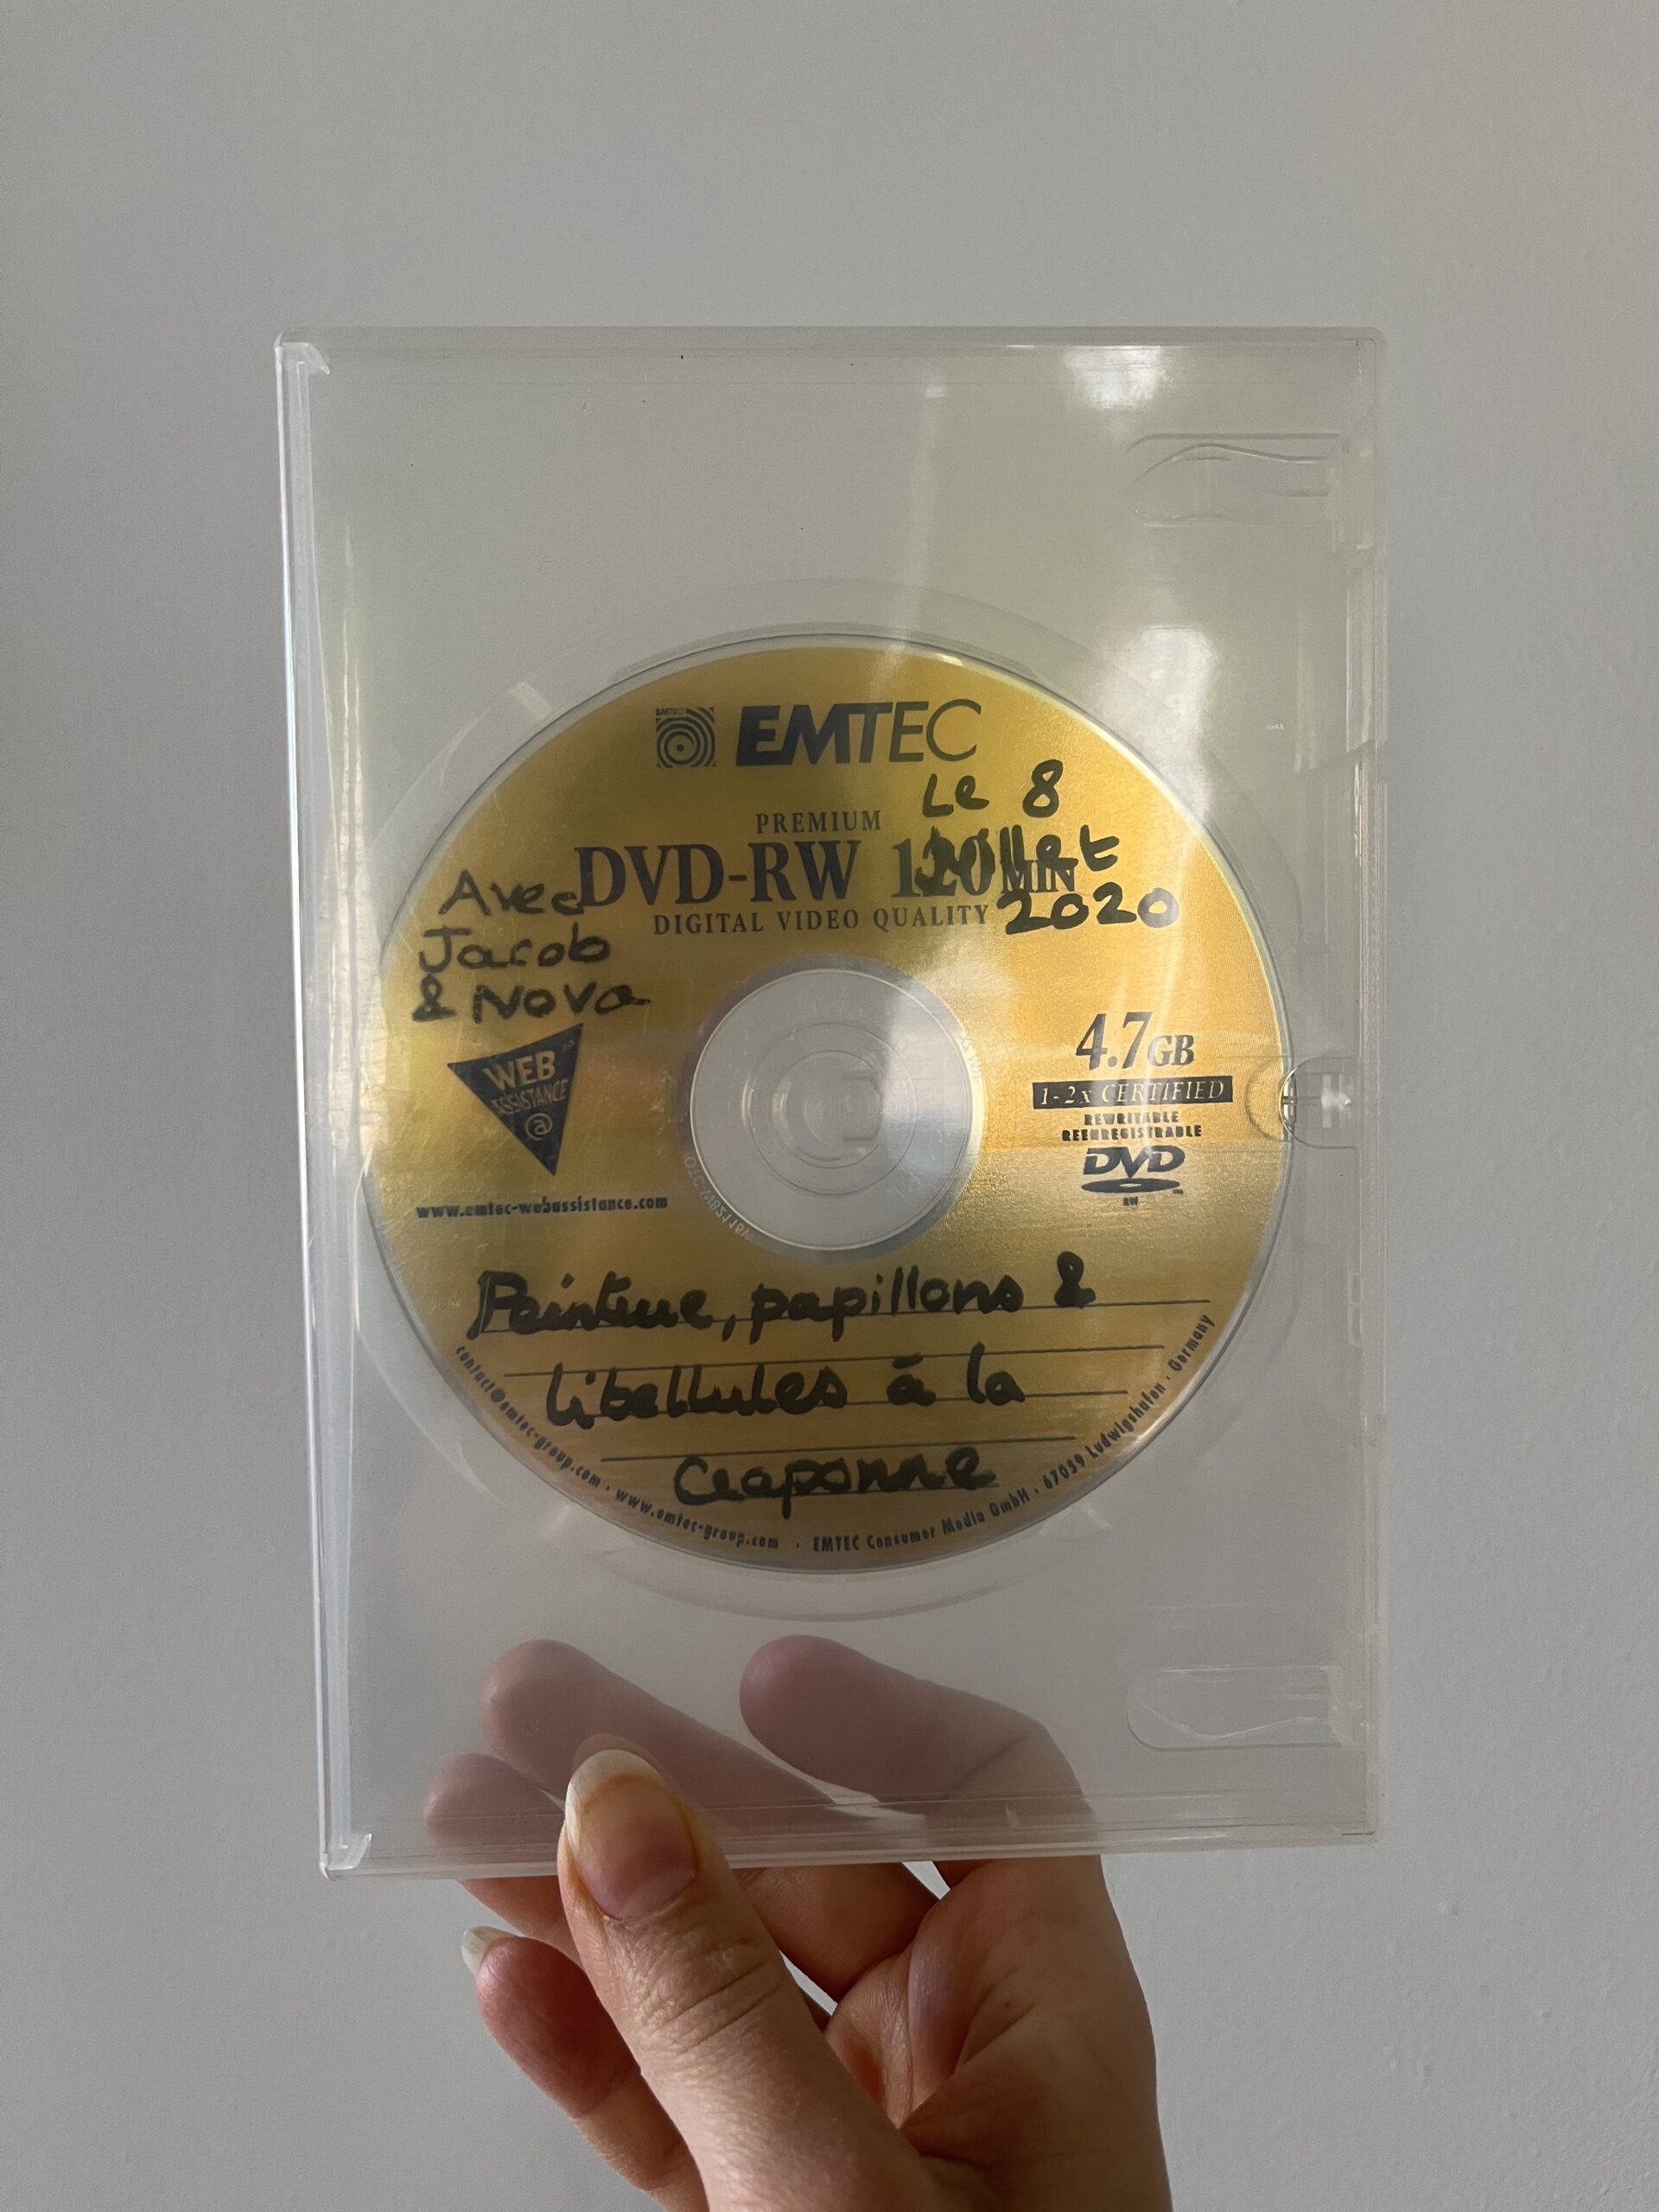 EMTEC
Le 8
Juillet
2020
PREMIUM
DVD-RW 120 MIN
DIGITAL VIDEO QUALITY
Avec
Jacob
& Nova
WEB
ASSISTANCE
@
www.emtec-webassistance.com
4.7GB
1-2x CERTIFIED
REWRITABLE
REENREGISTRABLE
DVD
RW
Peinture, papillons &
libellules à la
Craponne
contact@emtec-group.com · www.emtec-group.com · EMTEC Consumer Media GmbH · 67059 Ludwigshafen · Germany